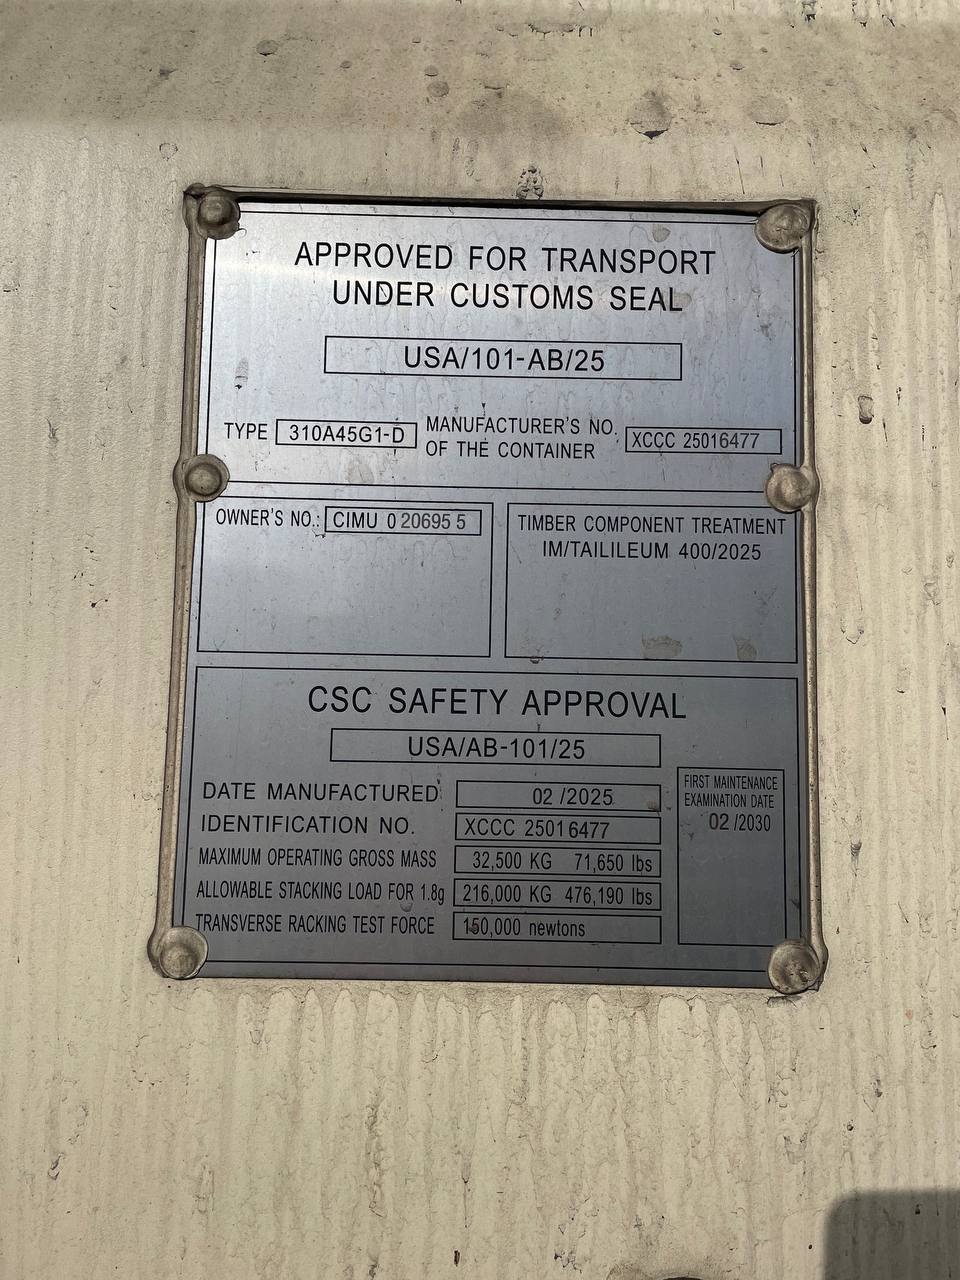 APPROVED FOR TRANSPORT
UNDER CUSTOMS SEAL
USA/101-AB/25
TYPE 310A45G1-D MANUFACTURER'S NO. OF THE CONTAINER XCCC 25016477
OWNER'S NO.: CIMU 0 20695 5
TIMBER COMPONENT TREATMENT
IM/TAILILEUM 400/2025
CSC SAFETY APPROVAL
USA/AB-101/25
DATE MANUFACTURED 02 /2025
IDENTIFICATION NO. XCCC 25016477
MAXIMUM OPERATING GROSS MASS 32,500 KG 71,650 lbs
ALLOWABLE STACKING LOAD FOR 1.8g 216,000 KG 476,190 lbs
TRANSVERSE RACKING TEST FORCE 150,000 newtons
FIRST MAINTENANCE
EXAMINATION DATE
02 /2030